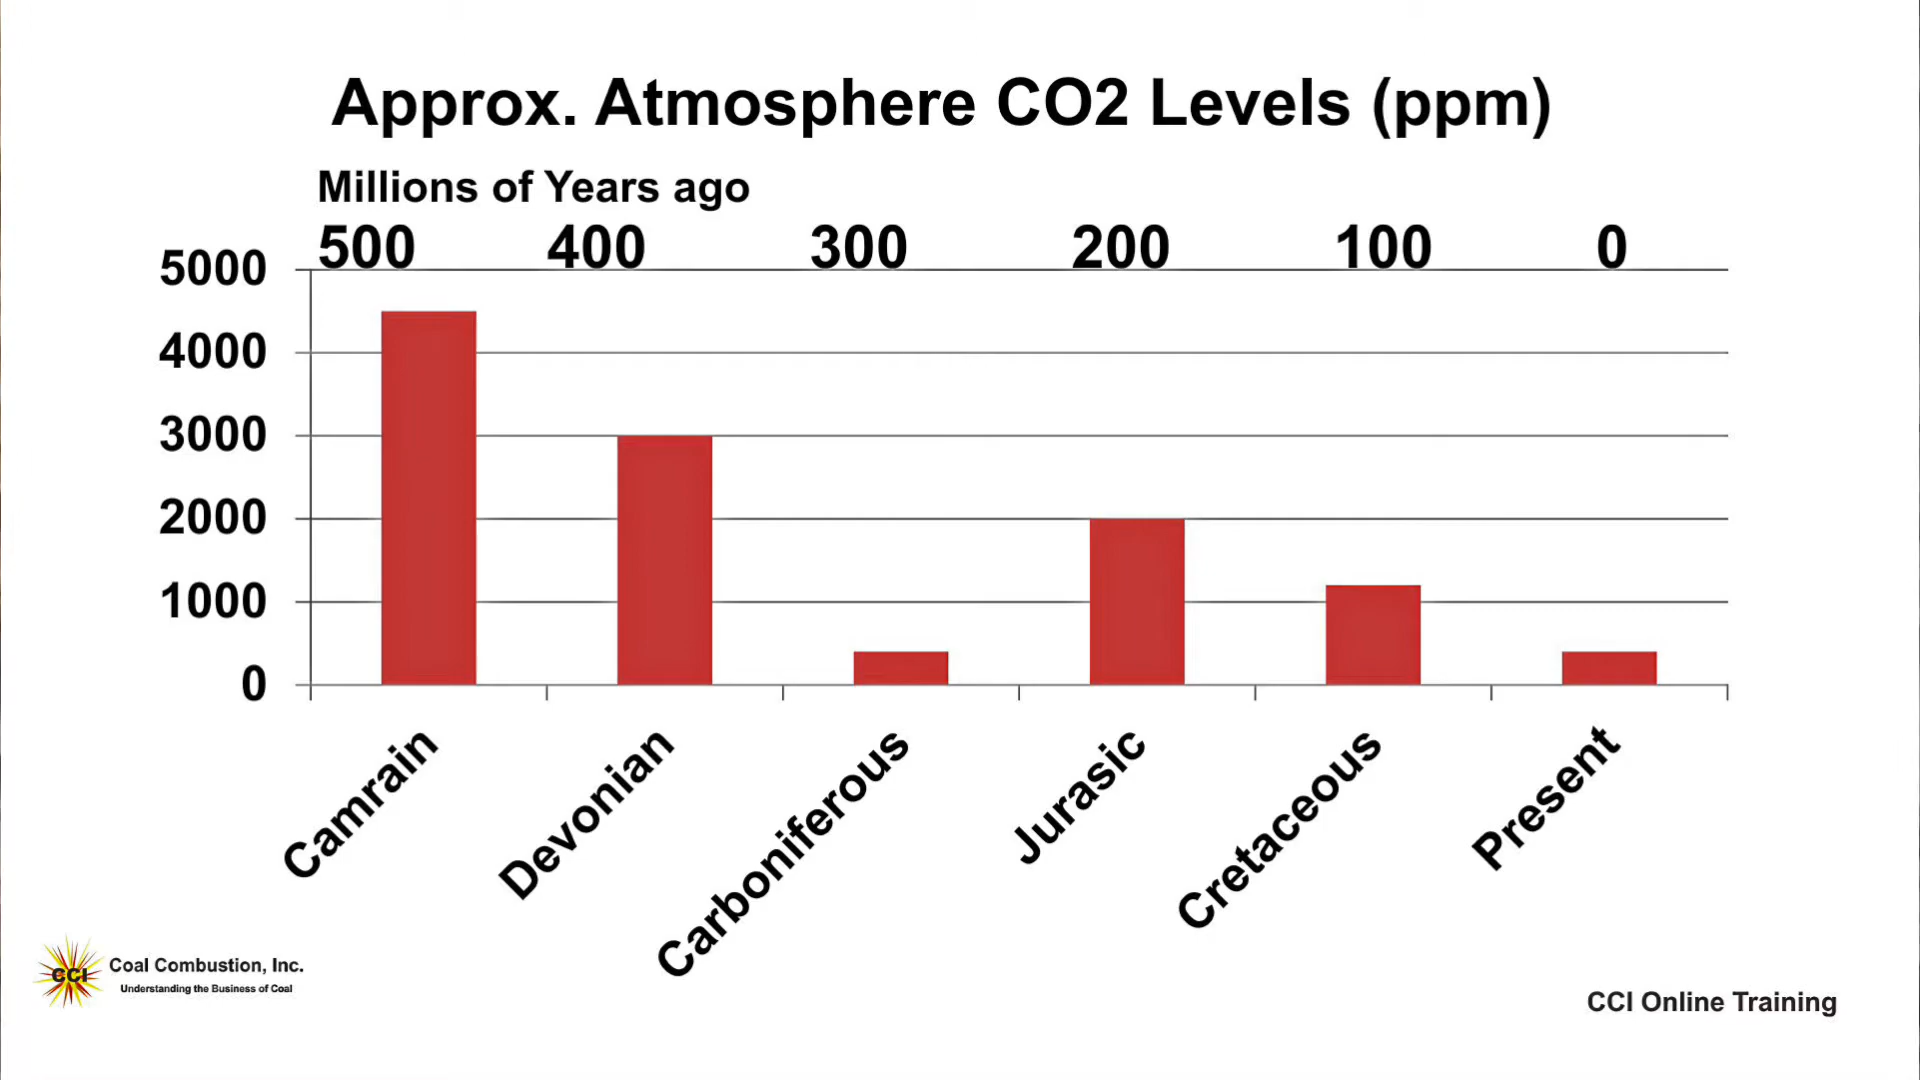 Approx. Atmosphere CO2 Levels (ppm)
Millions of Years ago
500 400 300 200 100 0
5000
4000
3000
2000
1000
0
Camrain Devonian Carboniferous Jurasic Cretaceous Present
CCI
Coal Combustion, Inc.
Understanding the Business of Coal
CCI Online Training